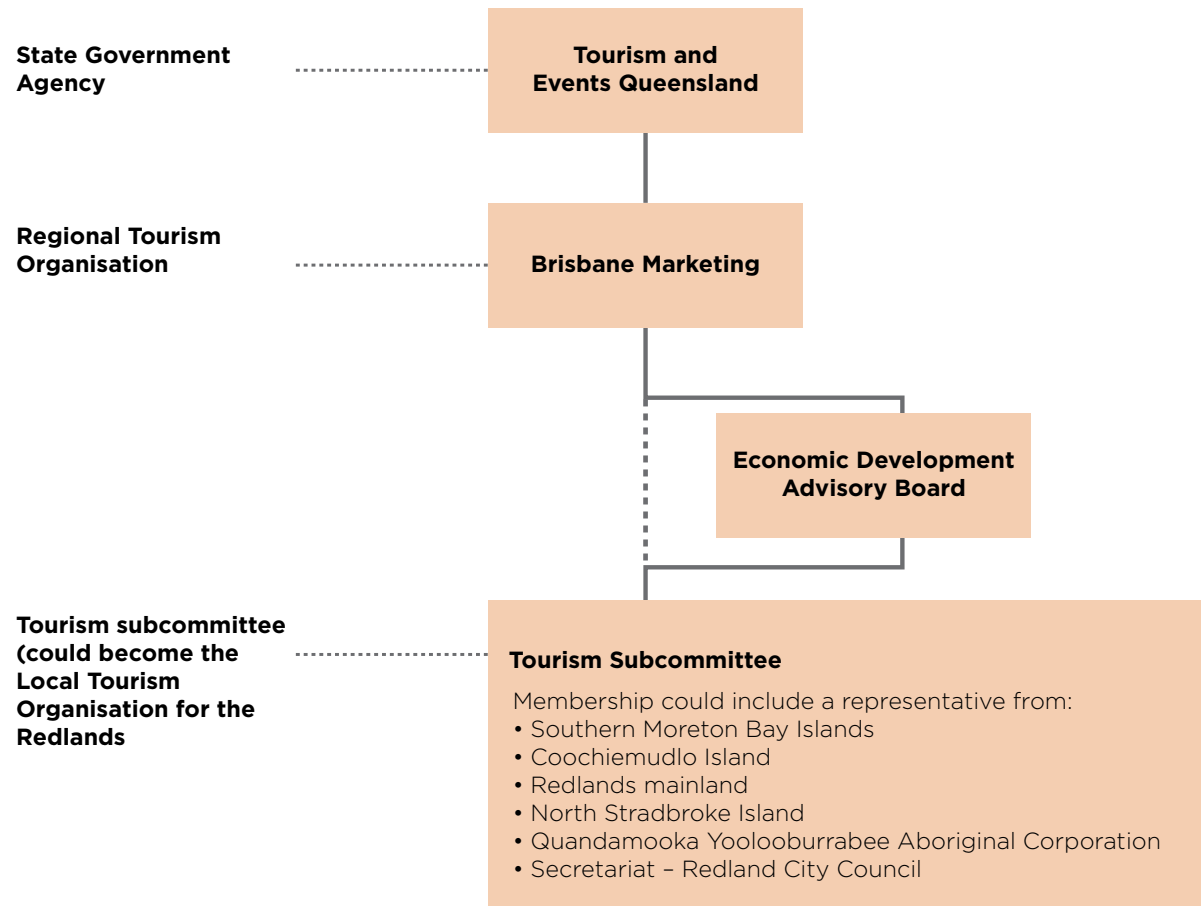 State Government
Agency
Tourism and
Events Queensland
Regional Tourism
Organisation
Brisbane Marketing
Economic Development
Advisory Board
Tourism subcommittee
(could become the
Local Tourism
Organisation for the
Redlands
Tourism Subcommittee
Membership could include a representative from:
• Southern Moreton Bay Islands
• Coochiemudlo Island
• Redlands mainland
• North Stradbroke Island
• Quandamooka Yoolooburrabee Aboriginal Corporation
• Secretariat – Redland City Council